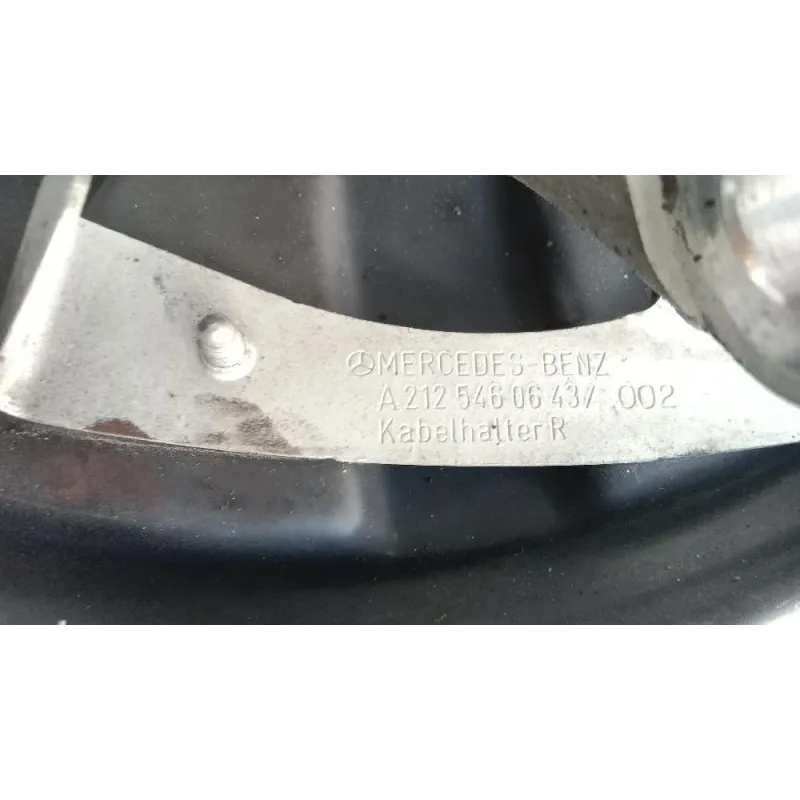 MERCEDES-BENZ
A 212 546 06 43/ 002
Kabelhalter R